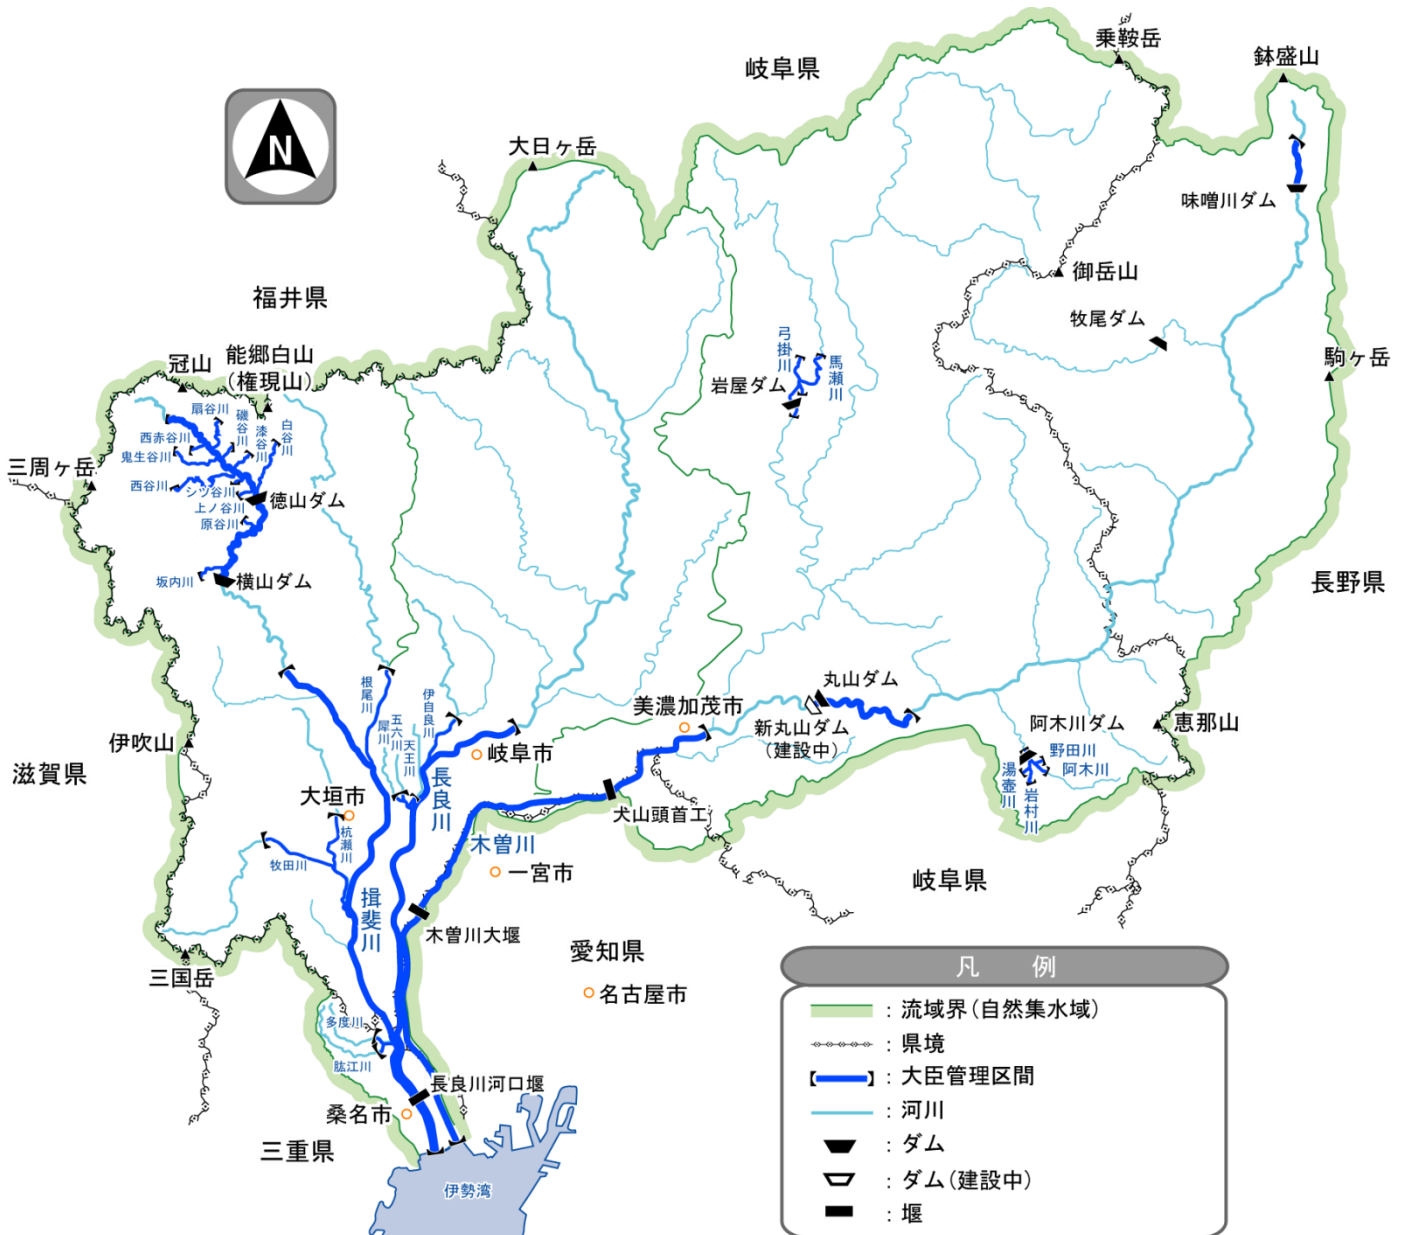 乗鞍岳
鉢盛山
岐阜県
N
大日ヶ岳
味噌川ダム
御岳山
福井県
牧尾ダム
弓掛川
馬瀬川
岩屋ダム
駒ヶ岳
冠山
能郷白山
(権現山)
扇谷川
磯谷川
漆谷川
白谷川
西赤谷川
鬼生谷川
三周ヶ岳
西谷川
シツ谷川
徳山ダム
上ノ谷川
原谷川
坂内川
横山ダム
長野県
根尾川
伊自良川
五六川
犀川
天王川
丸山ダム
美濃加茂市
新丸山ダム
(建設中)
阿木川ダム
恵那山
伊吹山
岐阜市
野田川
阿木川
湯壷川
岩村川
滋賀県
長良川
大垣市
杭瀬川
犬山頭首工
木曽川
牧田川
一宮市
岐阜県
揖斐川
木曽川大堰
愛知県
三国岳
名古屋市
多度川
肱江川
長良川河口堰
桑名市
三重県
伊勢湾
凡 例
：流域界(自然集水域)
：県境
：大臣管理区間
：河川
：ダム
：ダム(建設中)
：堰